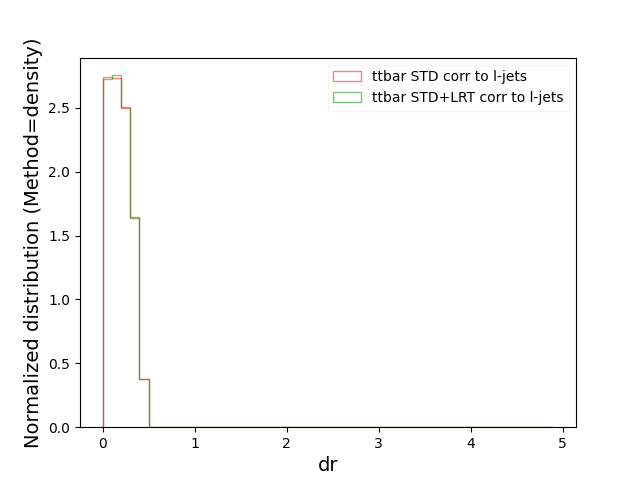 ttbar STD corr to l-jets
ttbar STD+LRT corr to l-jets
Normalized distribution (Method=density)
2.5
2.0
1.5
1.0
0.5
0.0
0 1 2 3 4 5
dr